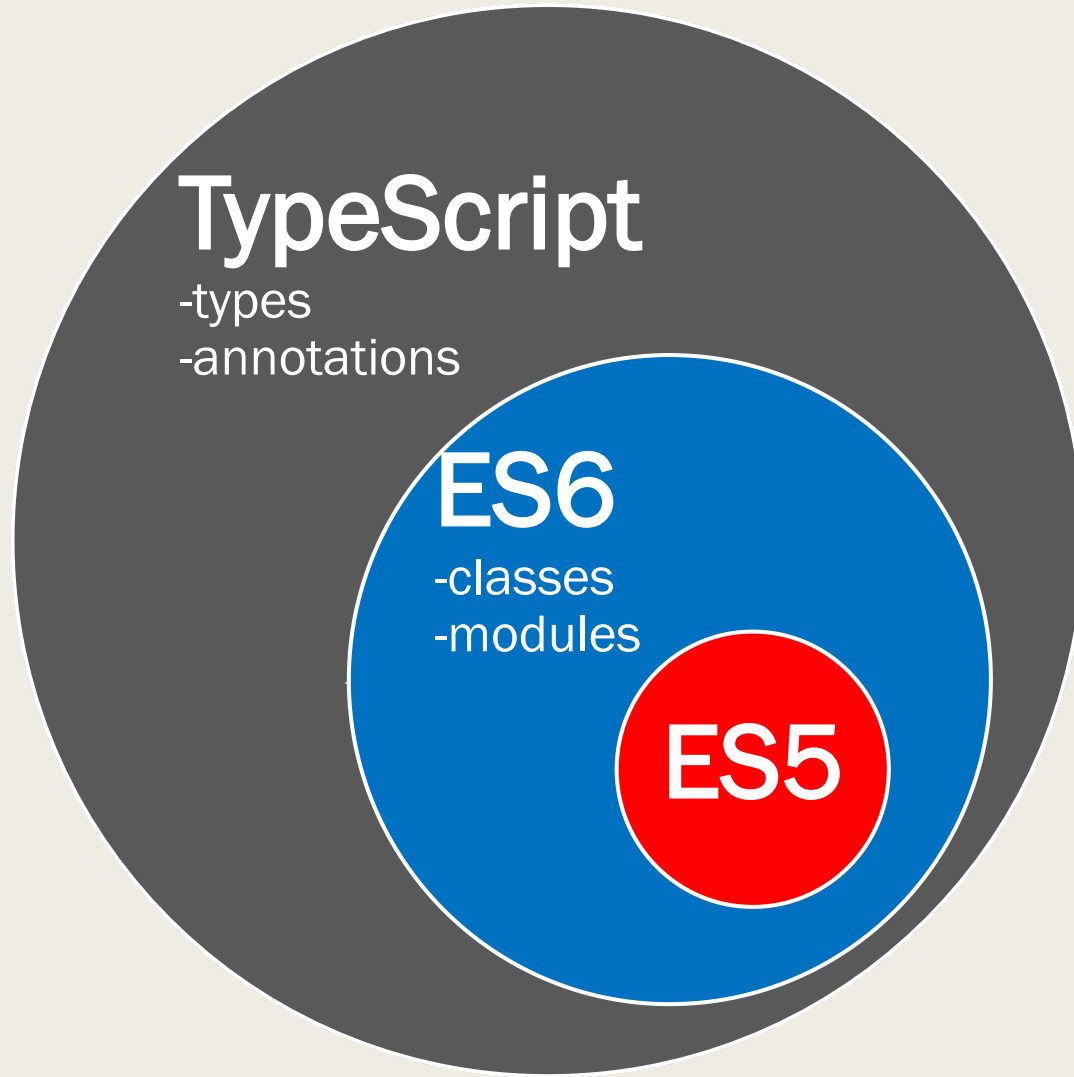 TypeScript
-types
-annotations
ES6
-classes
-modules
ES5